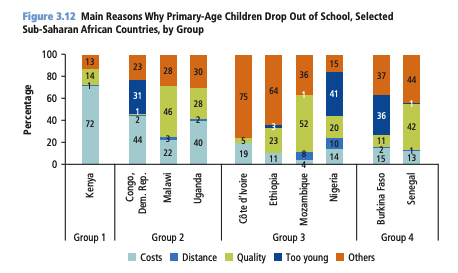 Figure 3.12 Main Reasons Why Primary-Age Children Drop Out of School, Selected
Sub-Saharan African Countries, by Group
Percentage
100
80
60
40
20
0
13
14
1
72
23
31
1
2
44
28
46
3
22
30
28
2
40
75
5
19
64
3
23
11
36
1
52
8
4
15
41
20
10
14
37
36
11
2
15
44
1
42
1
13
Kenya
Congo,
Dem. Rep.
Malawi
Uganda
Côte d'Ivoire
Ethiopia
Mozambique
Nigeria
Burkina Faso
Senegal
Group 1
Group 2
Group 3
Group 4
Costs Distance Quality Too young Others